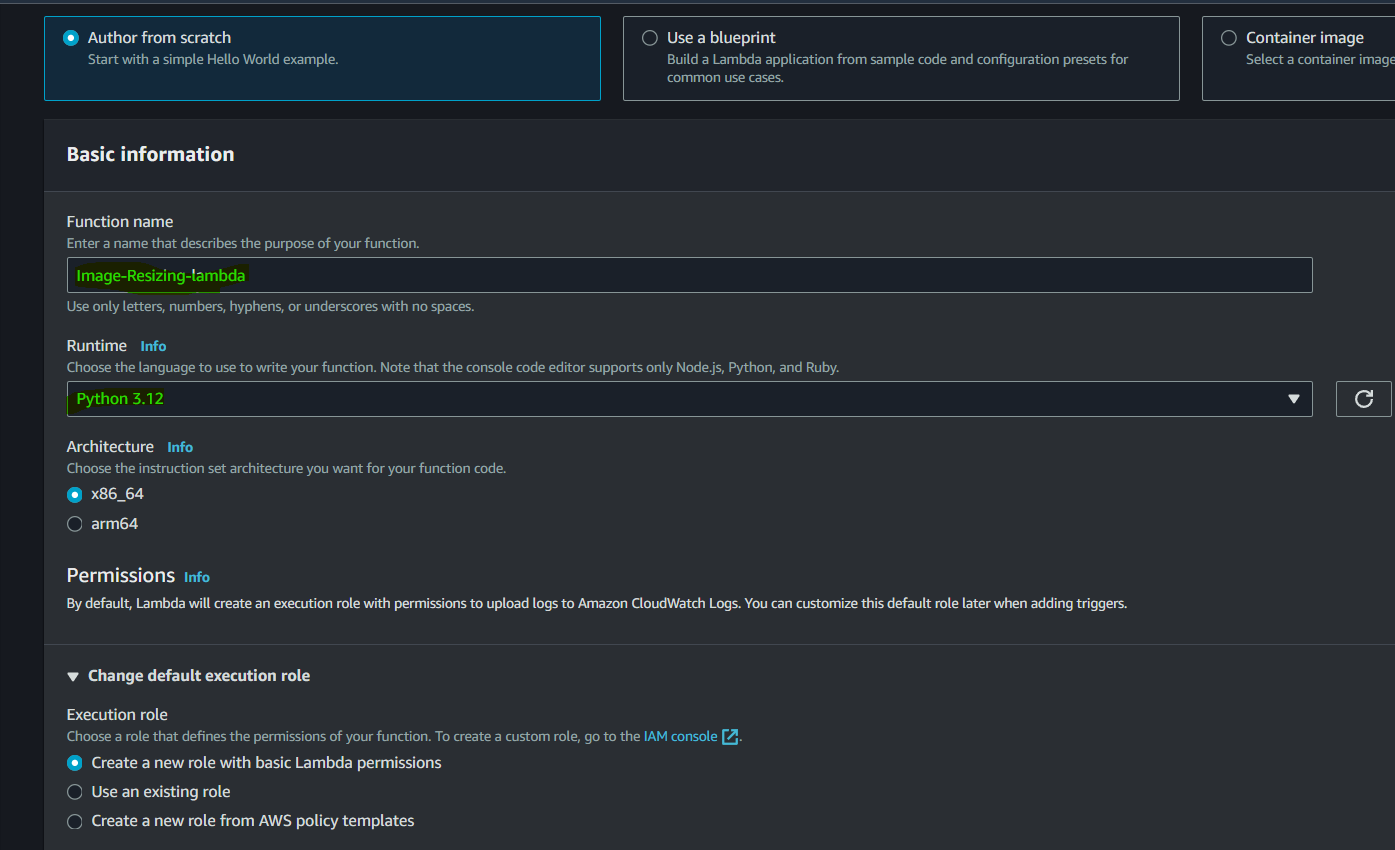 Author from scratch
Start with a simple Hello World example.
Use a blueprint
Build a Lambda application from sample code and configuration presets for
common use cases.
Container image
Select a container image
Basic information
Function name
Enter a name that describes the purpose of your function.
Image-Resizing-lambda
Use only letters, numbers, hyphens, or underscores with no spaces.
Runtime Info
Choose the language to use to write your function. Note that the console code editor supports only Node.js, Python, and Ruby.
Python 3.12
Architecture Info
Choose the instruction set architecture you want for your function code.
x86_64
arm64
Permissions Info
By default, Lambda will create an execution role with permissions to upload logs to Amazon CloudWatch Logs. You can customize this default role later when adding triggers.
Change default execution role
Execution role
Choose a role that defines the permissions of your function. To create a custom role, go to the IAM console.
Create a new role with basic Lambda permissions
Use an existing role
Create a new role from AWS policy templates